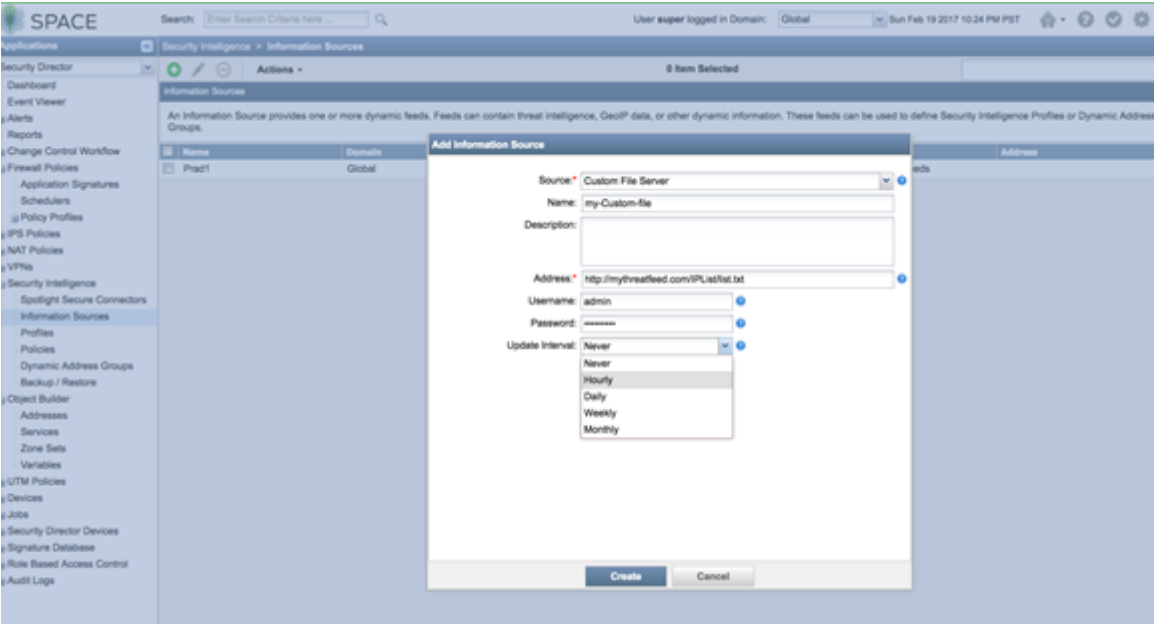 SPACE
Search: Enter Search Criteria here ...
User super logged in Domain: Global
Sun Feb 19 2017 10:24 PM PST
Applications
Security Intelligence > Information Sources
Security Director
Actions
0 Item Selected
Dashboard
Event Viewer
Alerts
Reports
Change Control Workflow
Firewall Policies
Application Signatures
Schedulers
Policy Profiles
IPS Policies
NAT Policies
VPNs
Security Intelligence
Spotlight Secure Connectors
Information Sources
Profiles
Policies
Dynamic Address Groups
Backup / Restore
Object Builder
Addresses
Services
Zone Sets
Variables
UTM Policies
Devices
Jobs
Security Director Devices
Signature Database
Role Based Access Control
Audit Logs
Information Sources
An Information Source provides one or more dynamic feeds. Feeds can contain threat intelligence, GeoIP data, or other dynamic information. These feeds can be used to define Security Intelligence Profiles or Dynamic Address
Groups.
Name Domain Address
Prad1 Global eeds
Add Information Source
Source:* Custom File Server
Name: my-Custom-file
Description:
Address:* http://mythreatfeed.com/IPList/list.txt
Username: admin
Password: ••••••••
Update Interval: Never
Never
Hourly
Daily
Weekly
Monthly
Create Cancel